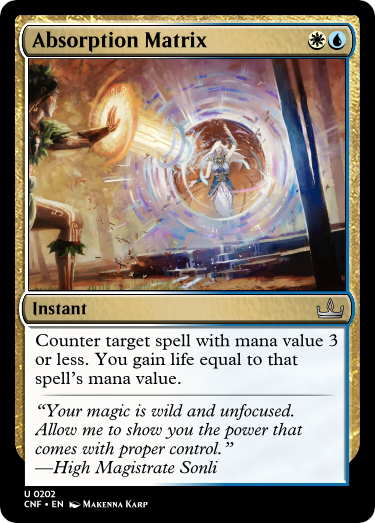 Absorption Matrix
Instant
Counter target spell with mana value 3
or less. You gain life equal to that
spell's mana value.
“Your magic is wild and unfocused.
Allow me to show you the power that
comes with proper control.”
—High Magistrate Sonli
U 0202
CNF • EN Makenna Karp